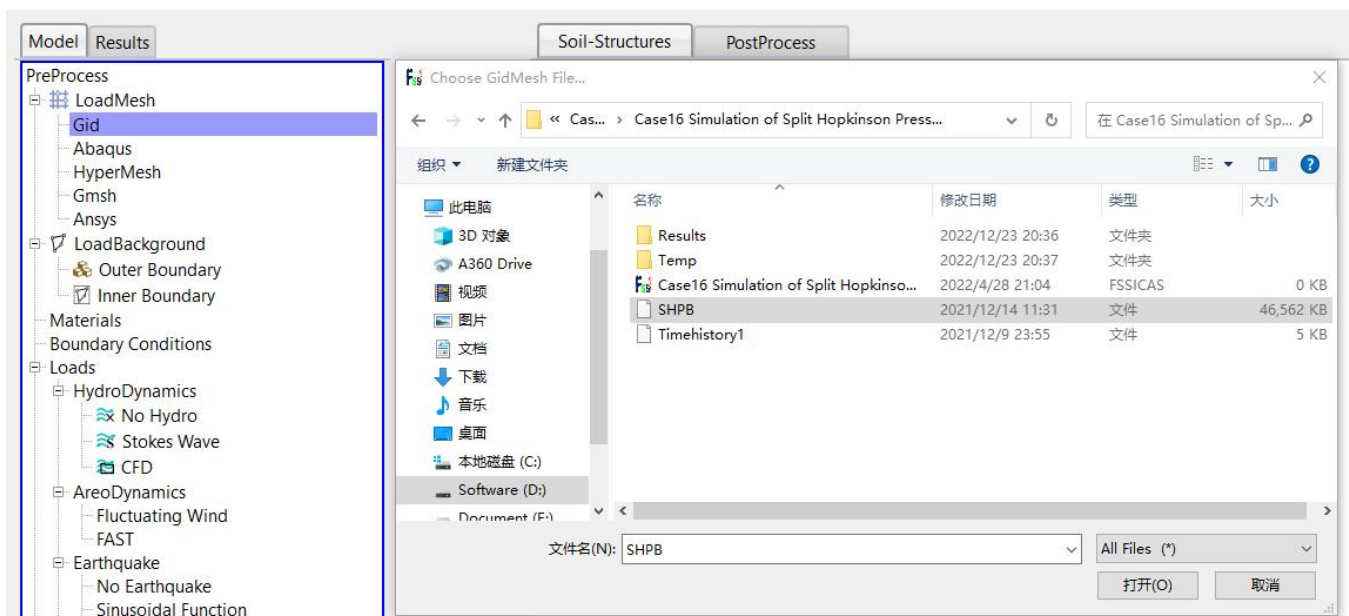 Model Results
Soil-Structures PostProcess
PreProcess
LoadMesh
Gid
Abaqus
HyperMesh
Gmsh
Ansys
LoadBackground
Outer Boundary
Inner Boundary
Materials
Boundary Conditions
Loads
HydroDynamics
No Hydro
Stokes Wave
CFD
AreoDynamics
Fluctuating Wind
FAST
Earthquake
No Earthquake
Sinusoidal Function
Choose GidMesh File...
« Cas... › Case16 Simulation of Split Hopkinson Press...
在 Case16 Simulation of Sp...
组织 新建文件夹
此电脑
3D 对象
A360 Drive
视频
图片
文档
下载
音乐
桌面
本地磁盘 (C:)
Software (D:)
Document (E:)
名称 修改日期 类型 大小
Results 2022/12/23 20:36 文件夹
Temp 2022/12/23 20:37 文件夹
Case16 Simulation of Split Hopkinso... 2022/4/28 21:04 FSSICAS 0 KB
SHPB 2021/12/14 11:31 文件 46,562 KB
Timehistory1 2021/12/9 23:55 文件 5 KB
文件名(N): SHPB All Files (*)
打开(O) 取消